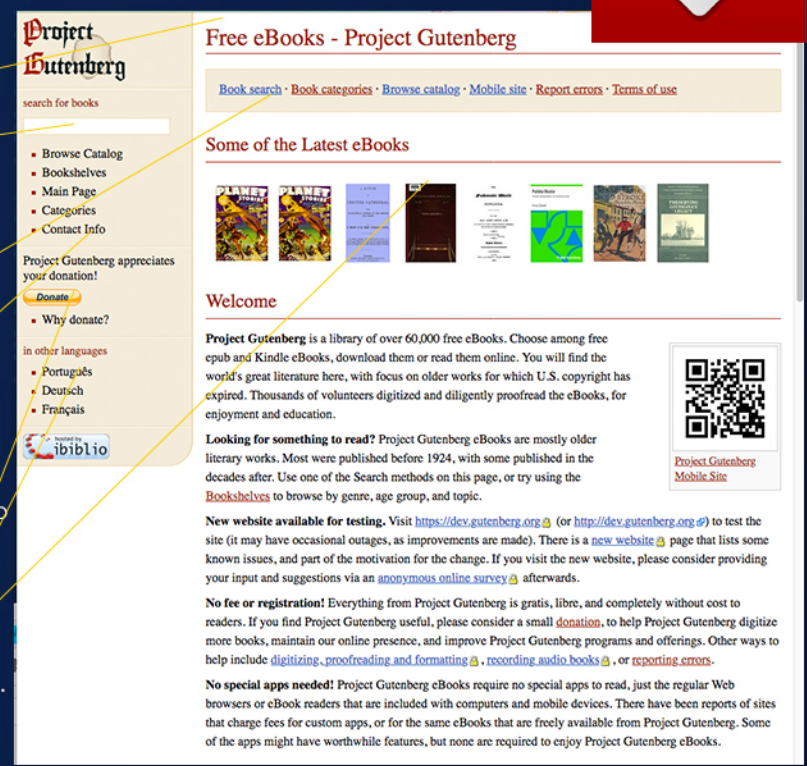 Project
Gutenberg
search for books
Browse Catalog
Bookshelves
Main Page
Categories
Contact Info
Project Gutenberg appreciates
your donation!
Donate
Why donate?
in other languages
Português
Deutsch
Français
hosted by
ibiblio
Free eBooks - Project Gutenberg
Book search · Book categories · Browse catalog · Mobile site · Report errors · Terms of use
Some of the Latest eBooks
PLANET
STORIES
PLANET
STORIES
PRESERVING
LOUISIANA'S
LEGACY
Welcome
Project Gutenberg is a library of over 60,000 free eBooks. Choose among free
epub and Kindle eBooks, download them or read them online. You will find the
world's great literature here, with focus on older works for which U.S. copyright has
expired. Thousands of volunteers digitized and diligently proofread the eBooks, for
enjoyment and education.
Looking for something to read? Project Gutenberg eBooks are mostly older
literary works. Most were published before 1924, with some published in the
decades after. Use one of the Search methods on this page, or try using the
Bookshelves to browse by genre, age group, and topic.
Project Gutenberg
Mobile Site
New website available for testing. Visit https://dev.gutenberg.org (or http://dev.gutenberg.org) to test the
site (it may have occasional outages, as improvements are made). There is a new website page that lists some
known issues, and part of the motivation for the change. If you visit the new website, please consider providing
your input and suggestions via an anonymous online survey afterwards.
No fee or registration! Everything from Project Gutenberg is gratis, libre, and completely without cost to
readers. If you find Project Gutenberg useful, please consider a small donation, to help Project Gutenberg digitize
more books, maintain our online presence, and improve Project Gutenberg programs and offerings. Other ways to
help include digitizing, proofreading and formatting, recording audio books, or reporting errors.
No special apps needed! Project Gutenberg eBooks require no special apps to read, just the regular Web
browsers or eBook readers that are included with computers and mobile devices. There have been reports of sites
that charge fees for custom apps, or for the same eBooks that are freely available from Project Gutenberg. Some
of the apps might have worthwhile features, but none are required to enjoy Project Gutenberg eBooks.